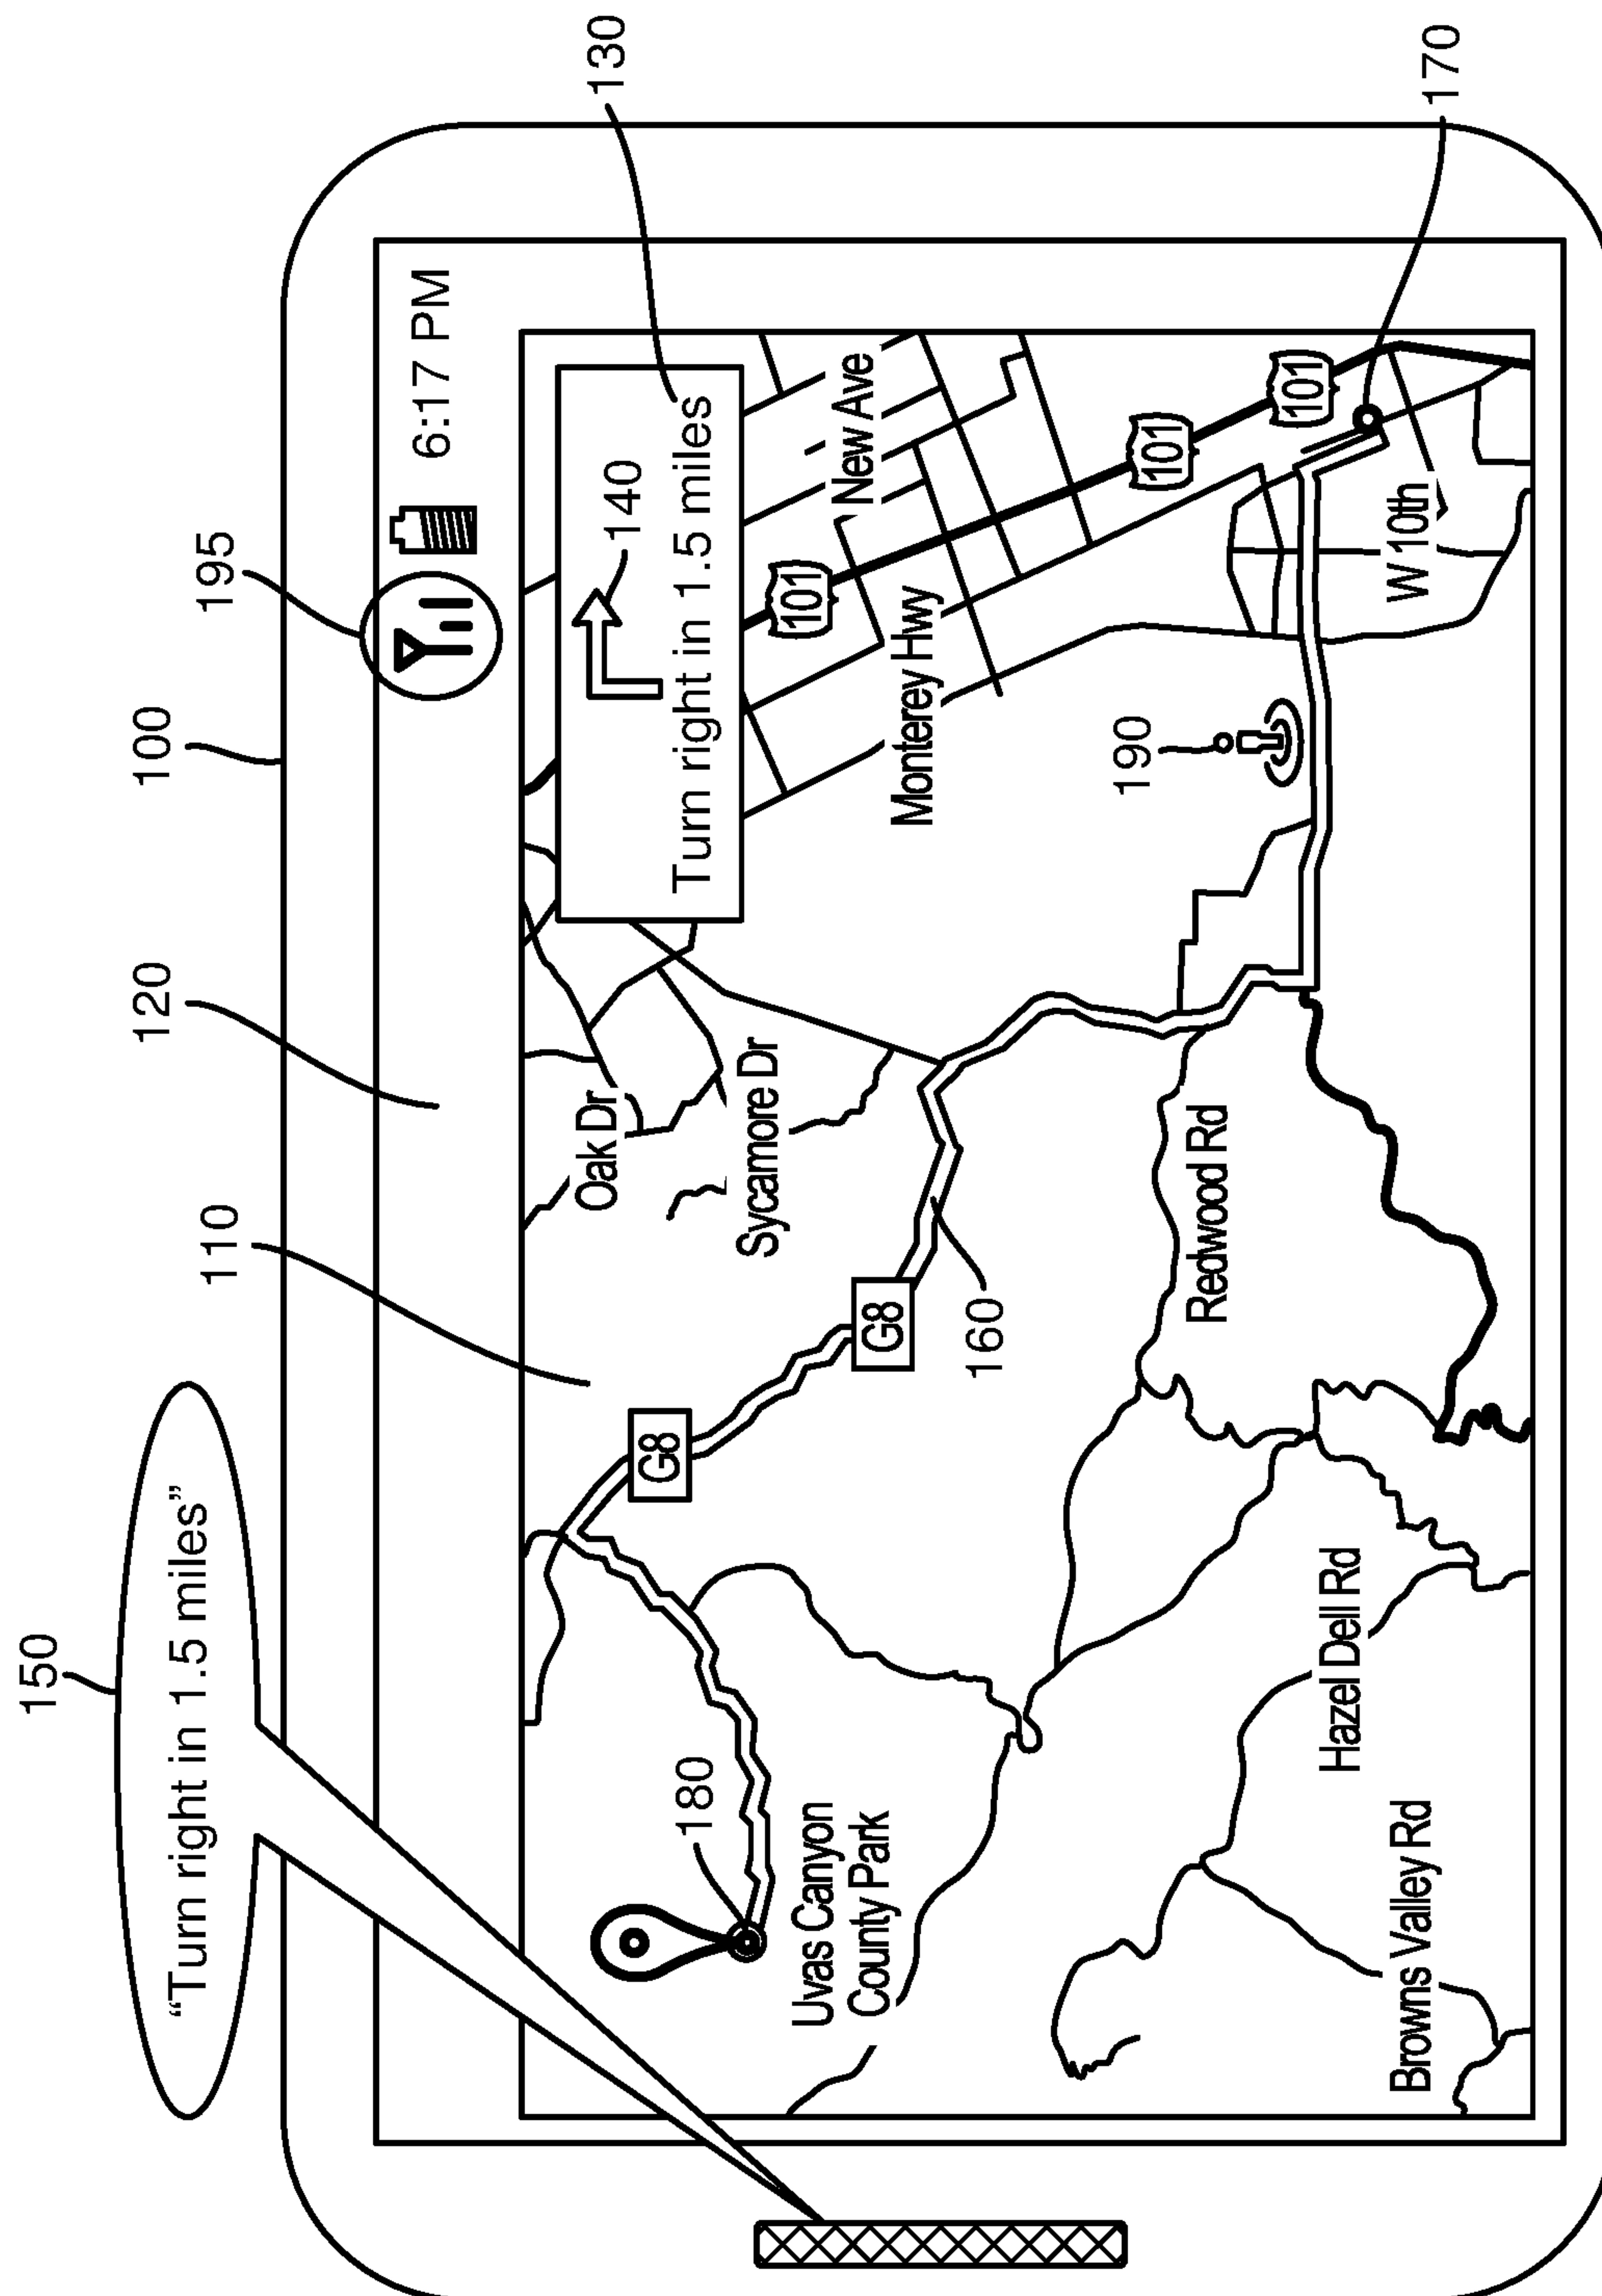 150
“Turn right in 1.5 miles”
110
120
100
195
6:17 PM
130
140
Turn right in 1.5 miles
Oak Dr
G8
180
Sycamore Dr
101
New Ave
Uvas Canyon
County Park
G8
Monterey Hwy
160
190
101
Redwood Rd
101
Hazel Dell Rd
Browns Valley Rd
W 10th
170